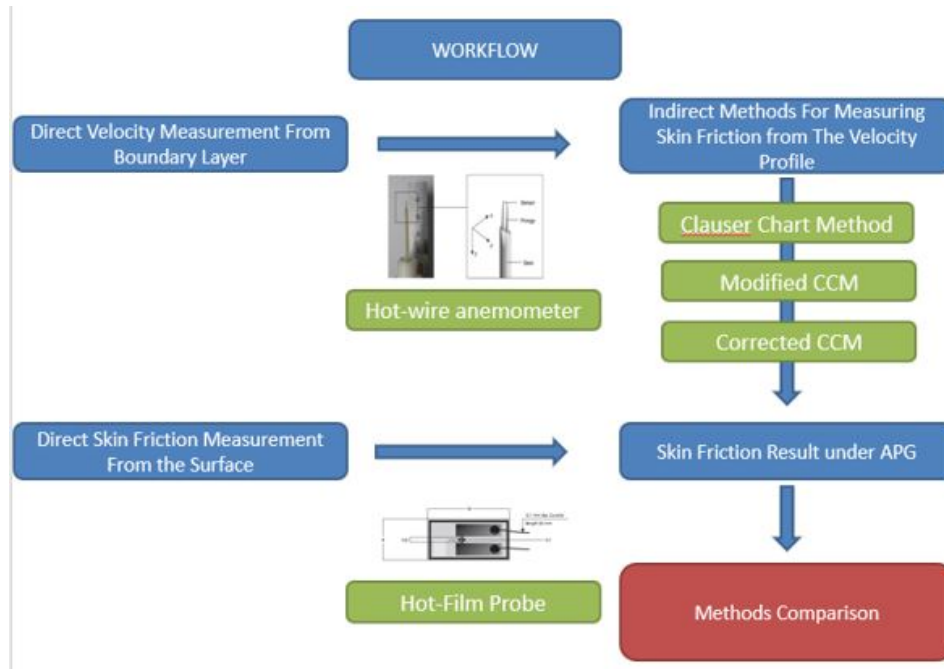 WORKFLOW
Direct Velocity Measurement From
Boundary Layer
Indirect Methods For Measuring
Skin Friction from The Velocity
Profile
Clauser Chart Method
Modified CCM
Corrected CCM
Hot-wire anemometer
Direct Skin Friction Measurement
From the Surface
Skin Friction Result under APG
Hot-Film Probe
Methods Comparison